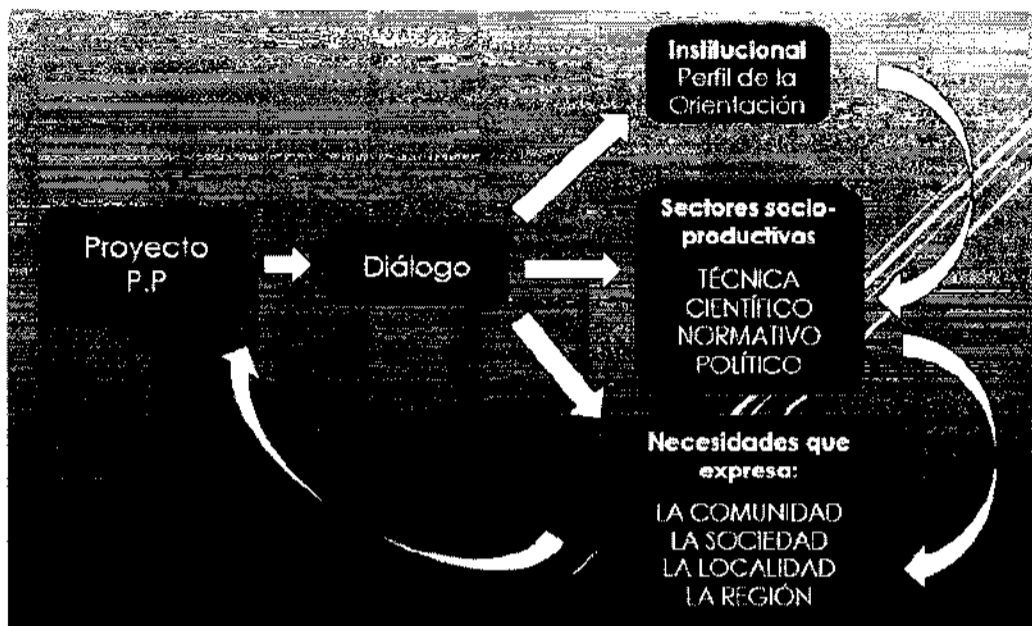 Institucional
Perfil de la
Orientación
Proyecto
P.P
Diálogo
Sectores socio-
productivos
TÉCNICA
CIENTÍFICO
NORMATIVO
POLÍTICO
Necesidades que
expresa:
LA COMUNIDAD
LA SOCIEDAD
LA LOCALIDAD
LA REGIÓN